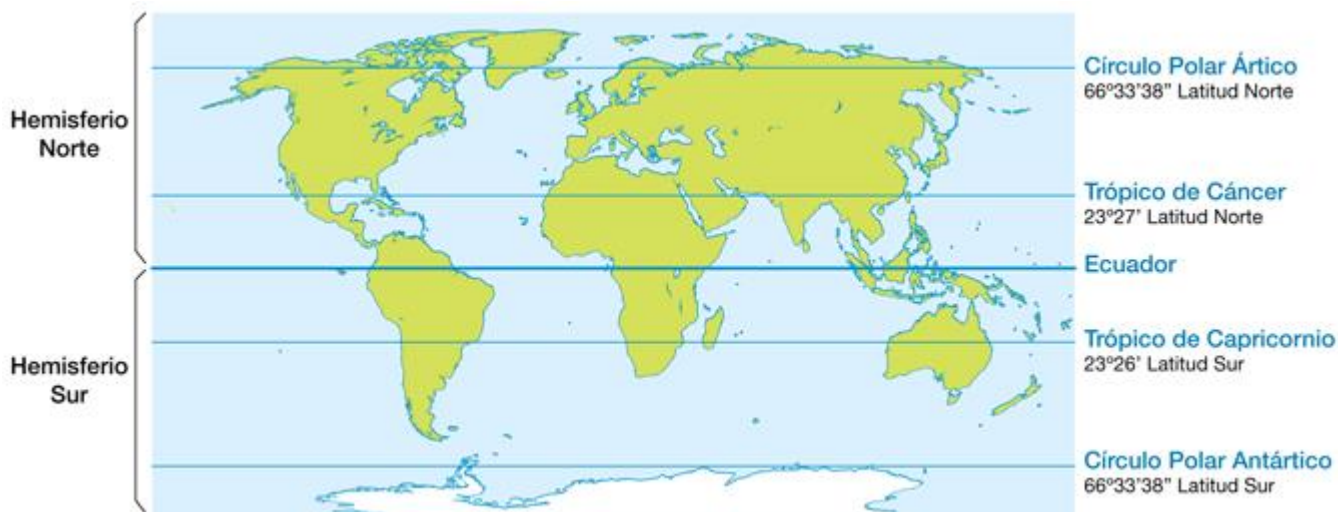 Hemisferio
Norte
Hemisferio
Sur
Círculo Polar Ártico
66º33'38" Latitud Norte
Trópico de Cáncer
23º27' Latitud Norte
Ecuador
Trópico de Capricornio
23º26' Latitud Sur
Círculo Polar Antártico
66º33'38" Latitud Sur